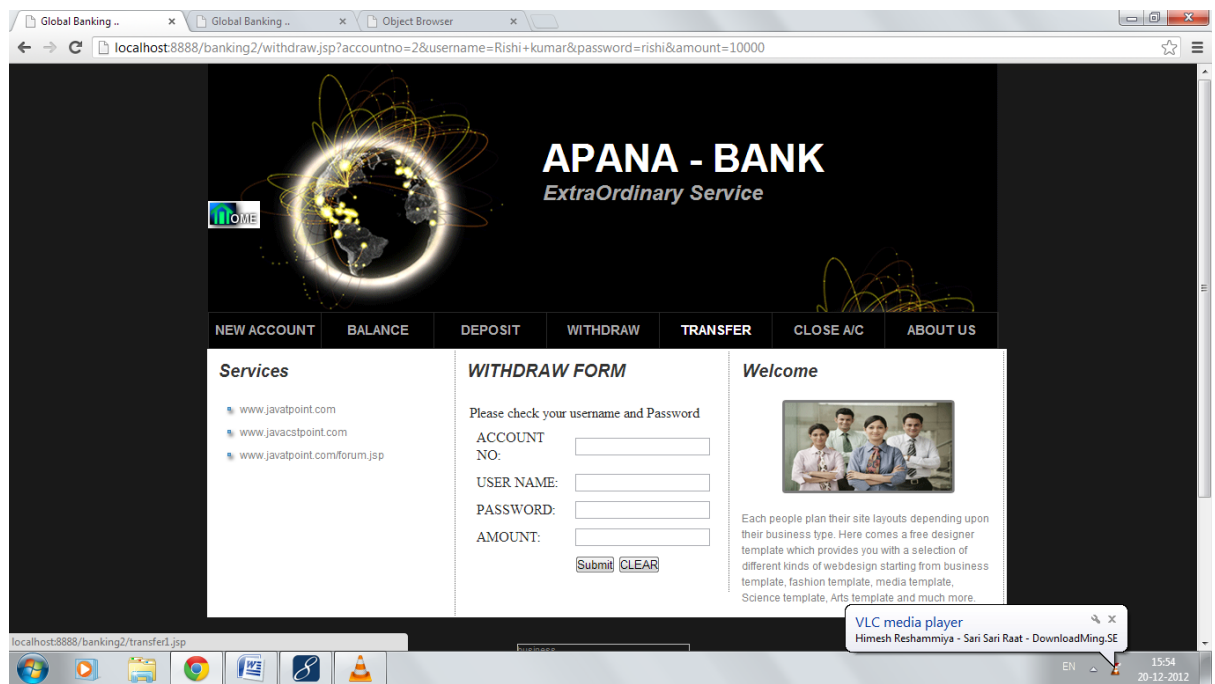 Global Banking ..
Global Banking ..
Object Browser
localhost:8888/banking2/withdraw.jsp?accountno=2&username=Rishi+kumar&password=rishi&amount=10000
APANA - BANK
ExtraOrdinary Service
HOME
NEW ACCOUNT
BALANCE
DEPOSIT
WITHDRAW
TRANSFER
CLOSE A/C
ABOUT US
Services
www.javatpoint.com
www.javacstpoint.com
www.javatpoint.com/forum.jsp
WITHDRAW FORM
Please check your username and Password
ACCOUNT
NO:
USER NAME:
PASSWORD:
AMOUNT:
Submit CLEAR
Welcome
Each people plan their site layouts depending upon
their business type. Here comes a free designer
template which provides you with a selection of
different kinds of webdesign starting from business
template, fashion template, media template,
Science template, Arts template and much more.
business
localhost:8888/banking2/transfer1.jsp
VLC media player
Himesh Reshammiya - Sari Sari Raat - DownloadMing.SE
EN
15:54
20-12-2012